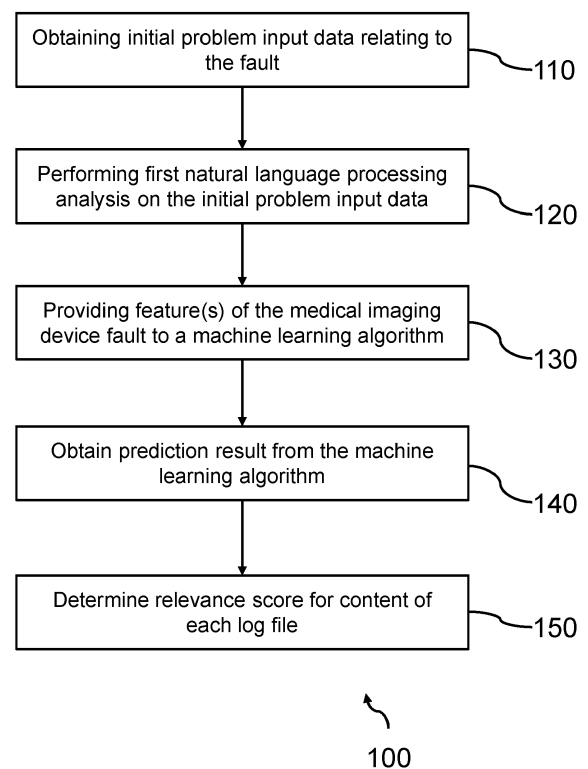 Obtaining initial problem input data relating to
the fault
110
Performing first natural language processing
analysis on the initial problem input data
120
Providing feature(s) of the medical imaging
device fault to a machine learning algorithm
130
Obtain prediction result from the machine
learning algorithm
140
Determine relevance score for content of
each log file
150
100